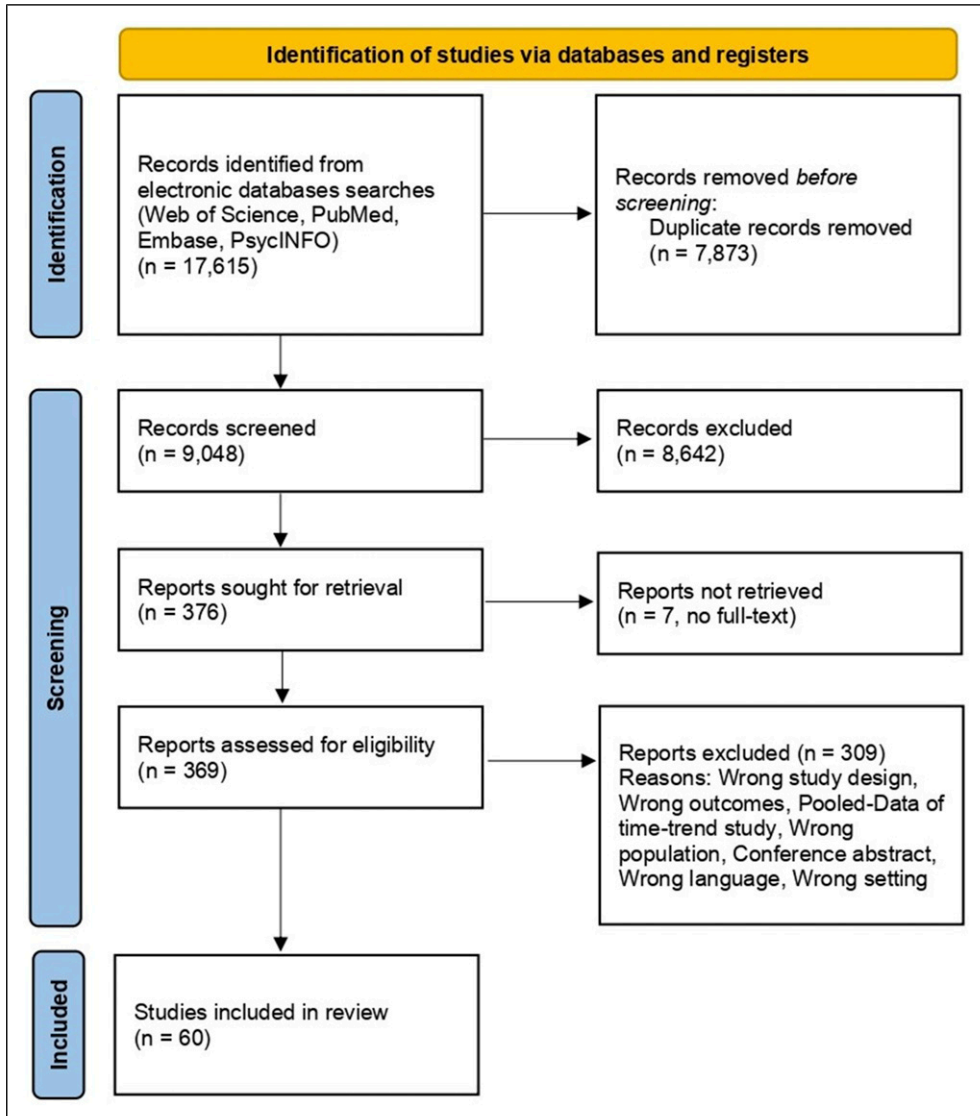 Identification of studies via databases and registers
Identification
Records identified from
electronic databases searches
(Web of Science, PubMed,
Embase, PsycINFO)
(n = 17,615)
Records removed before
screening:
Duplicate records removed
(n = 7,873)
Screening
Records screened
(n = 9,048)
Records excluded
(n = 8,642)
Reports sought for retrieval
(n = 376)
Reports not retrieved
(n = 7, no full-text)
Reports assessed for eligibility
(n = 369)
Reports excluded (n = 309)
Reasons: Wrong study design,
Wrong outcomes, Pooled-Data of
time-trend study, Wrong
population, Conference abstract,
Wrong language, Wrong setting
Included
Studies included in review
(n = 60)